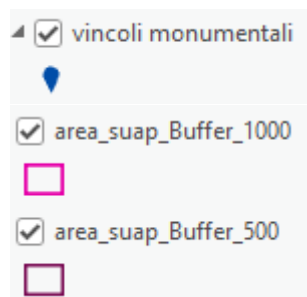 vincoli monumentali
area_suap_Buffer_1000
area_suap_Buffer_500